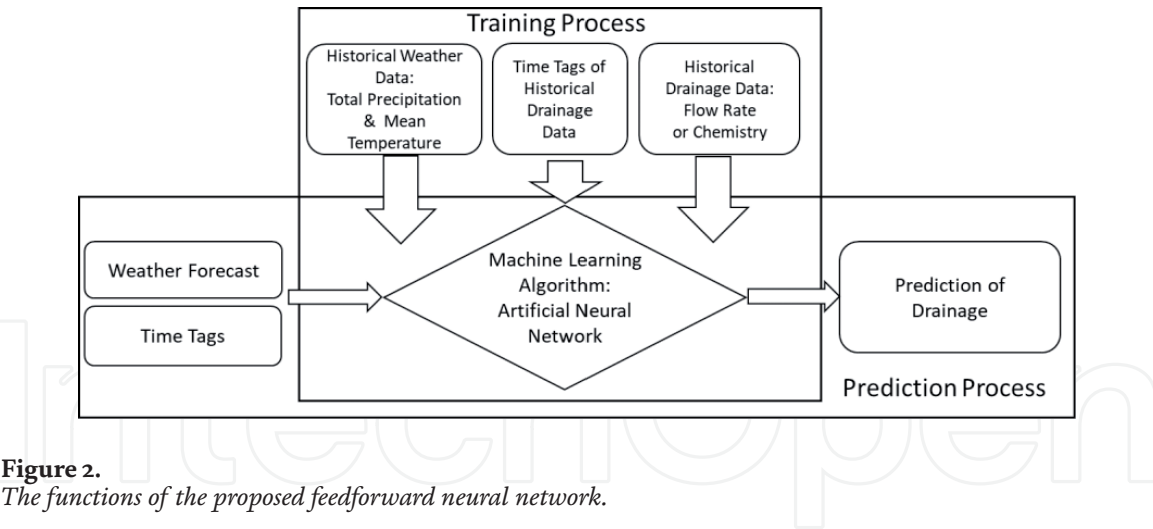 Training Process
Historical Weather
Data:
Total Precipitation
& Mean
Temperature
Time Tags of
Historical
Drainage
Data
Historical
Drainage Data:
Flow Rate
or Chemistry
Weather Forecast
Time Tags
Machine Learning
Algorithm:
Artificial Neural
Network
Prediction of
Drainage
Prediction Process
IntechOpen
Figure 2.
The functions of the proposed feedforward neural network.